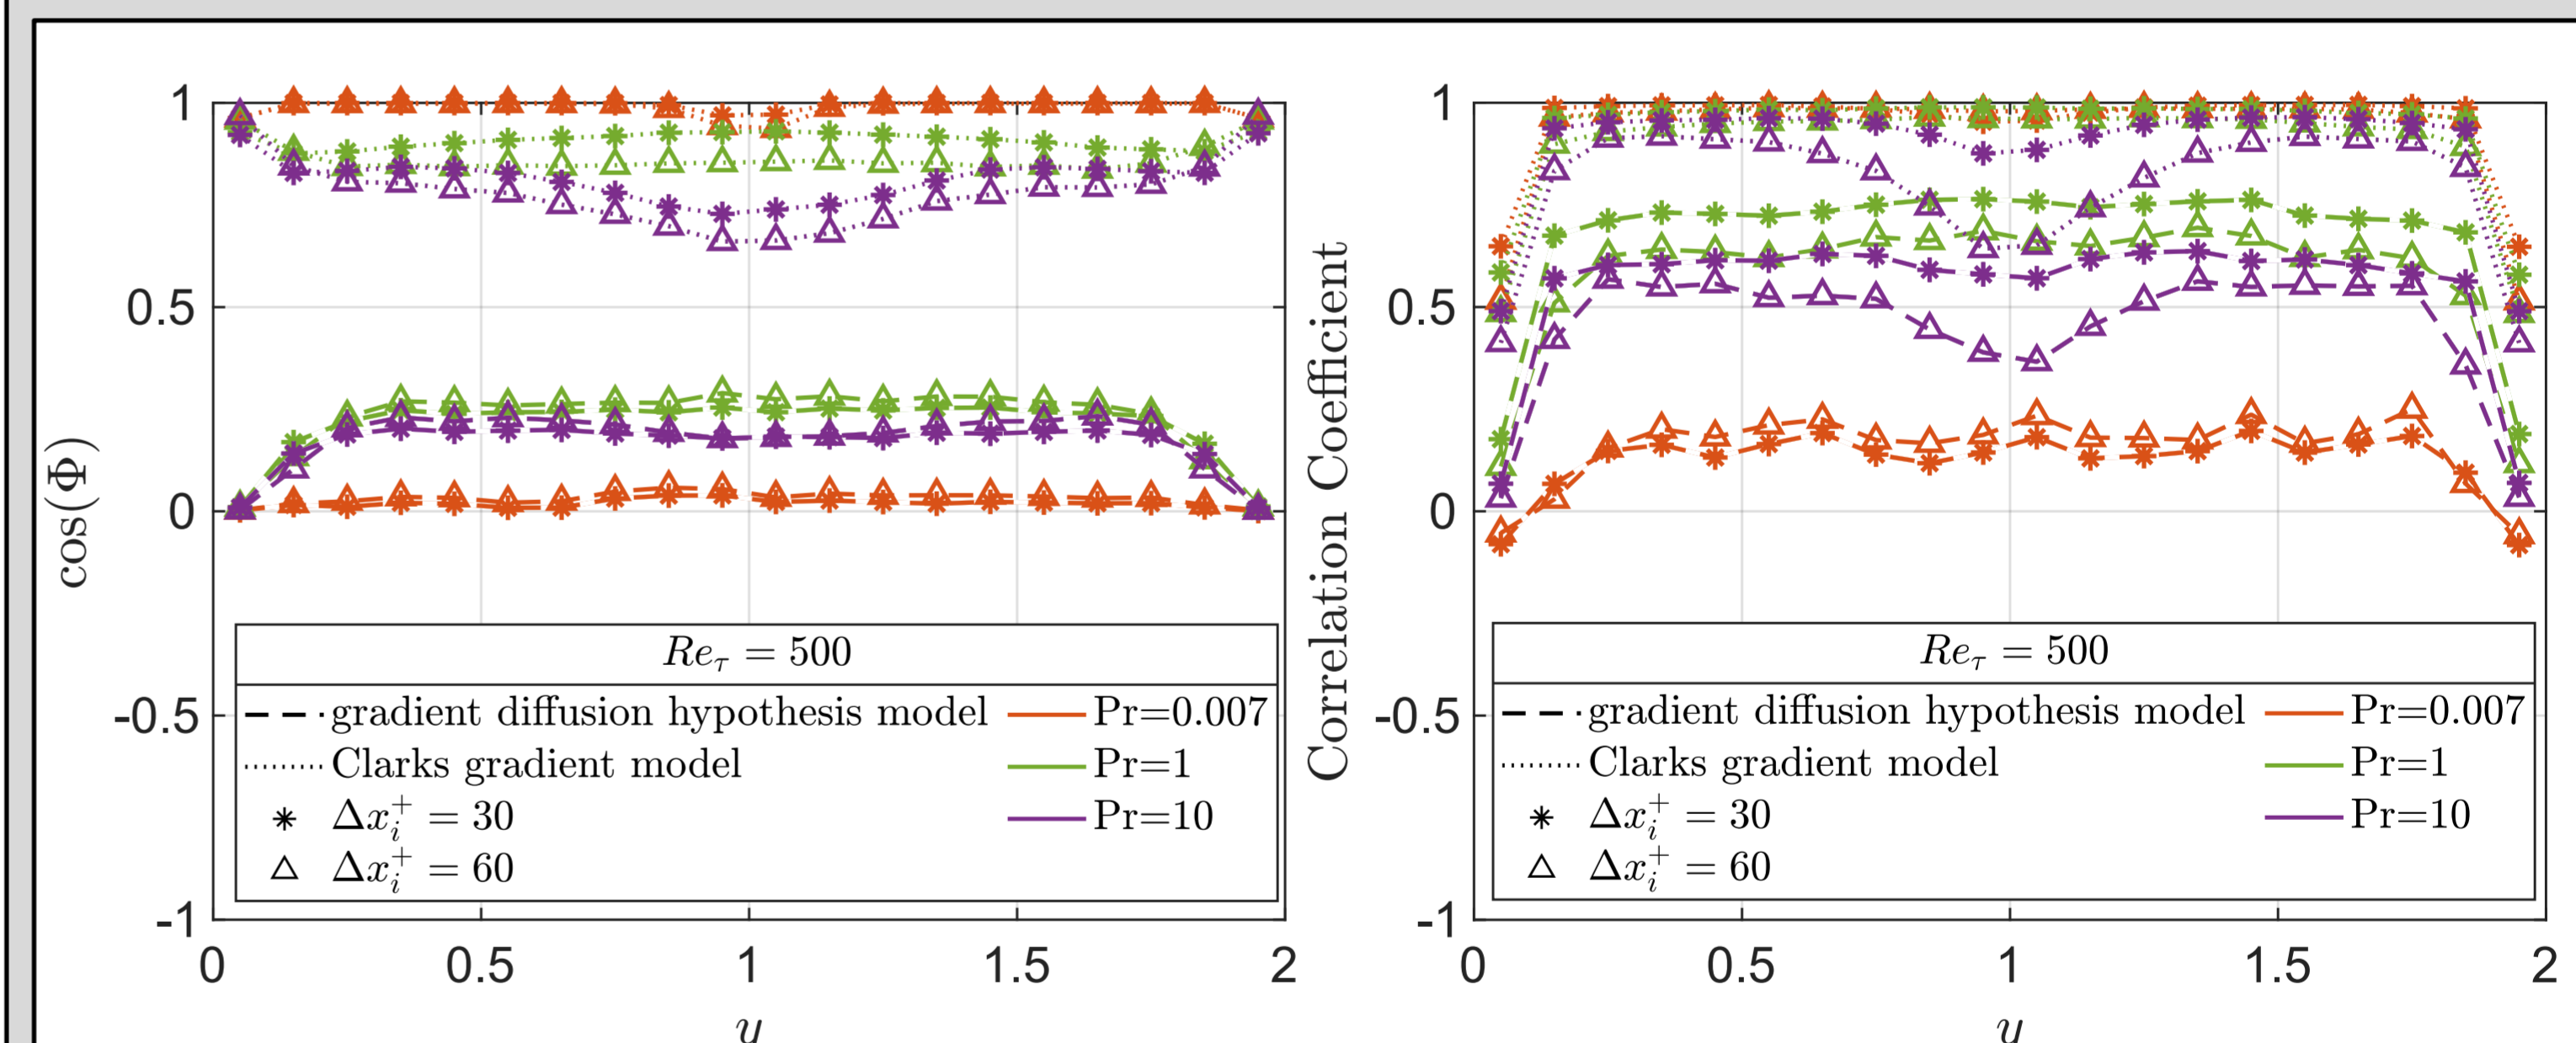 1
0.5
0
-0.5
-1
cos(Φ)
0 0.5 1 1.5 2
y
Re_τ = 500
gradient diffusion hypothesis model Pr=0.007
Clarks gradient model Pr=1
Δx_i^+ = 30 Pr=10
Δx_i^+ = 60
1
0.5
0
-0.5
-1
Correlation Coefficient
0 0.5 1 1.5 2
y
Re_τ = 500
gradient diffusion hypothesis model Pr=0.007
Clarks gradient model Pr=1
Δx_i^+ = 30 Pr=10
Δx_i^+ = 60